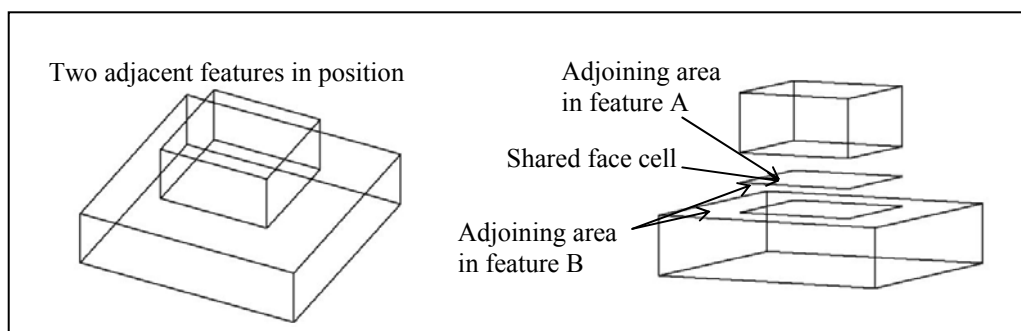 Two adjacent features in position
Adjoining area
in feature A
Shared face cell
Adjoining area
in feature B